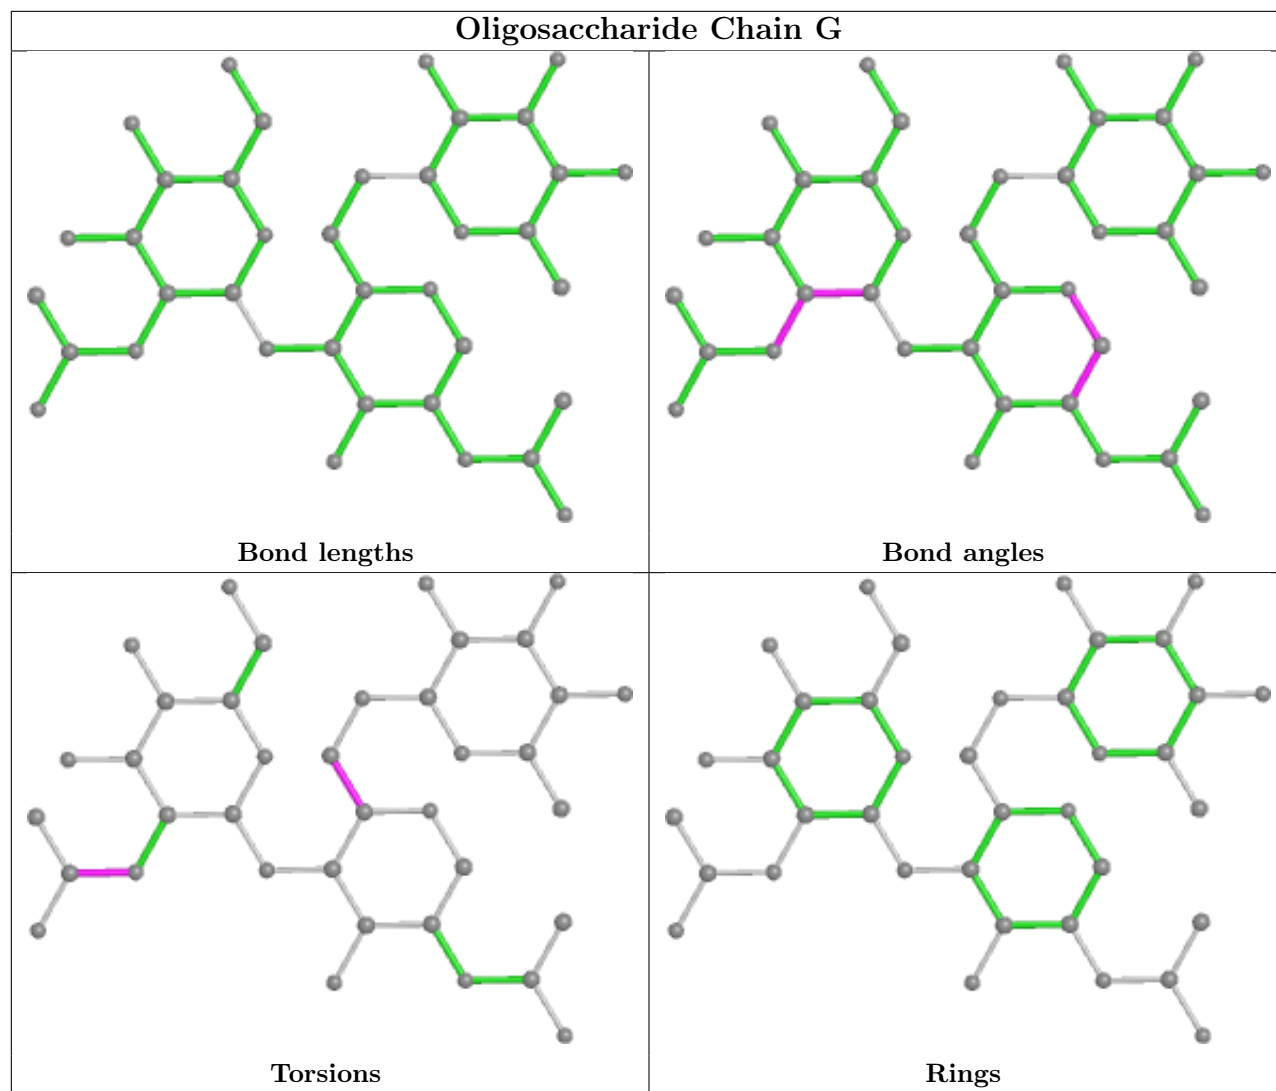 Oligosaccharide Chain G
Bond lengths
Bond angles
Torsions
Rings